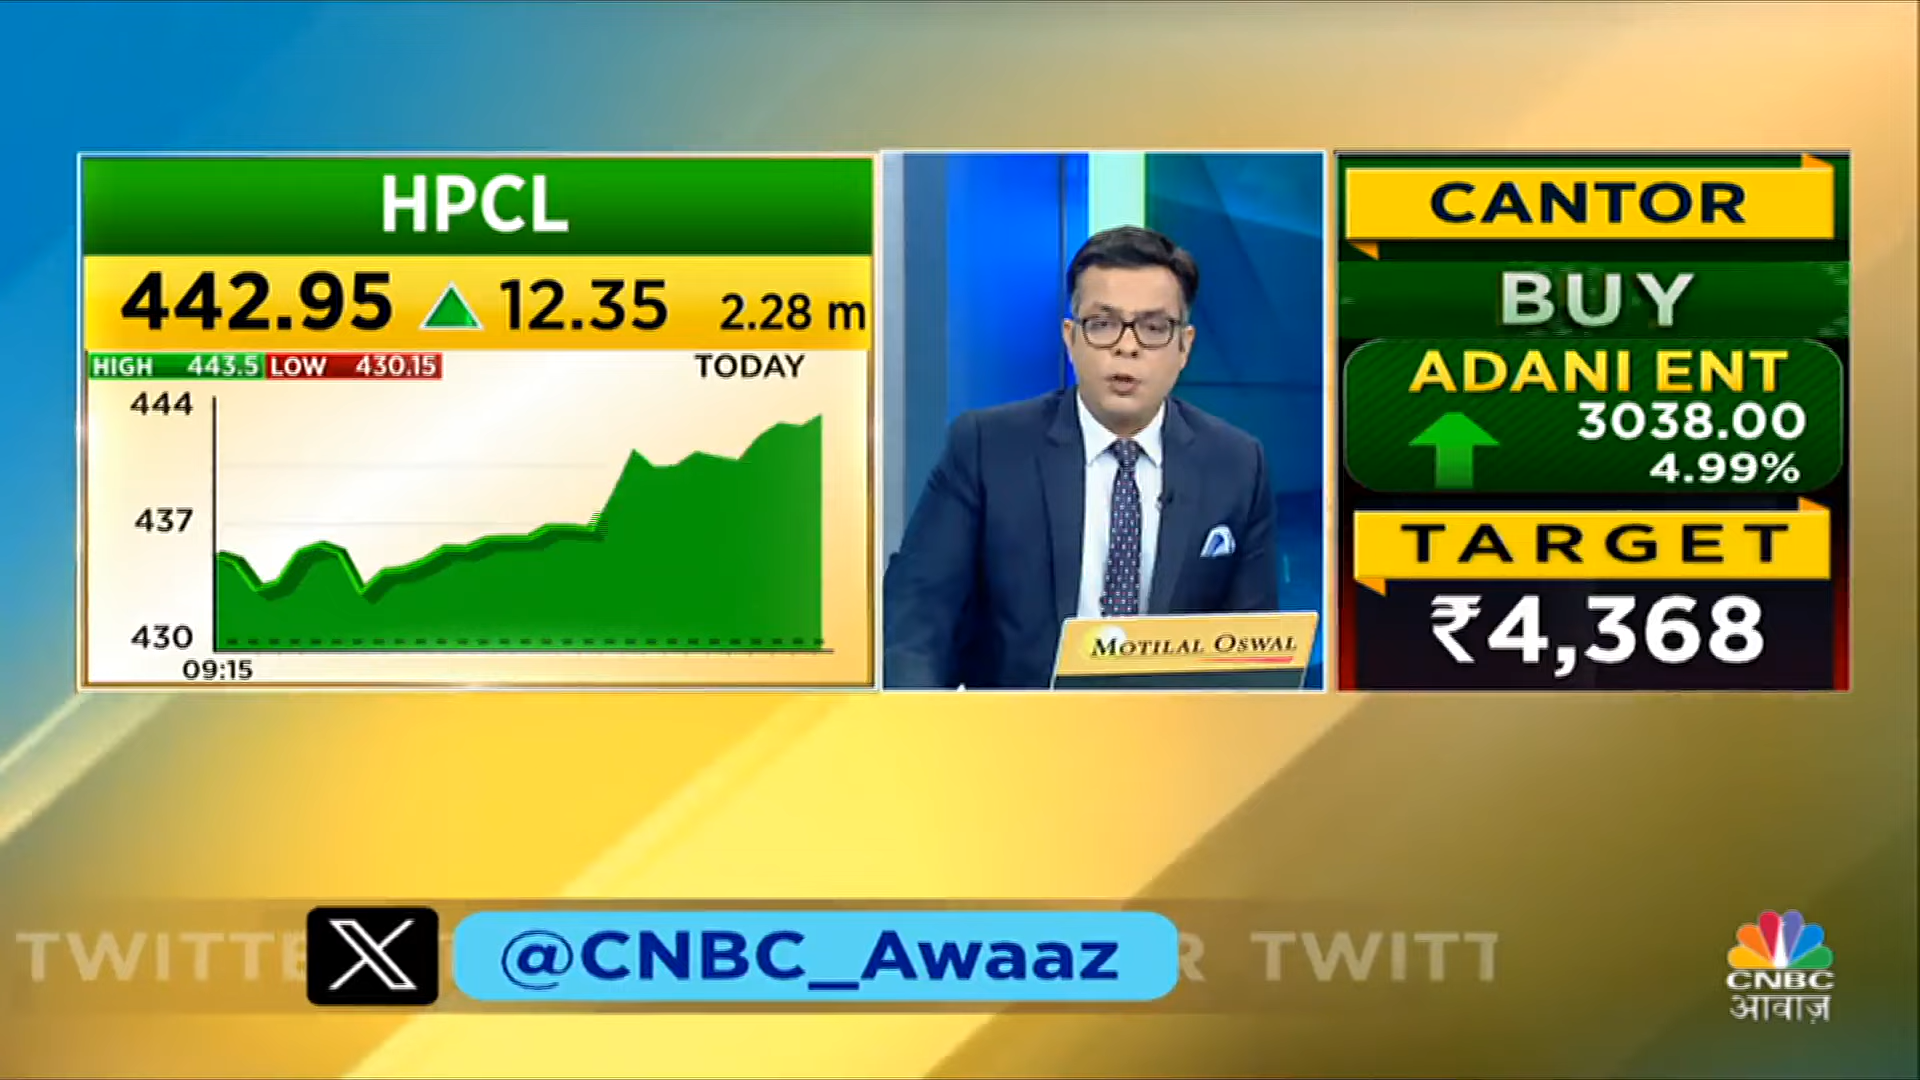 HPCL
442.95 ▲ 12.35 2.28 m
HIGH 443.5 LOW 430.15 TODAY
444
437
430
09:15
MOTILAL OSWAL
CANTOR
BUY
ADANI ENT
3038.00
4.99%
TARGET
₹4,368
TWITTE X @CNBC_Awaaz R TWITT
CNBC
आवाज़